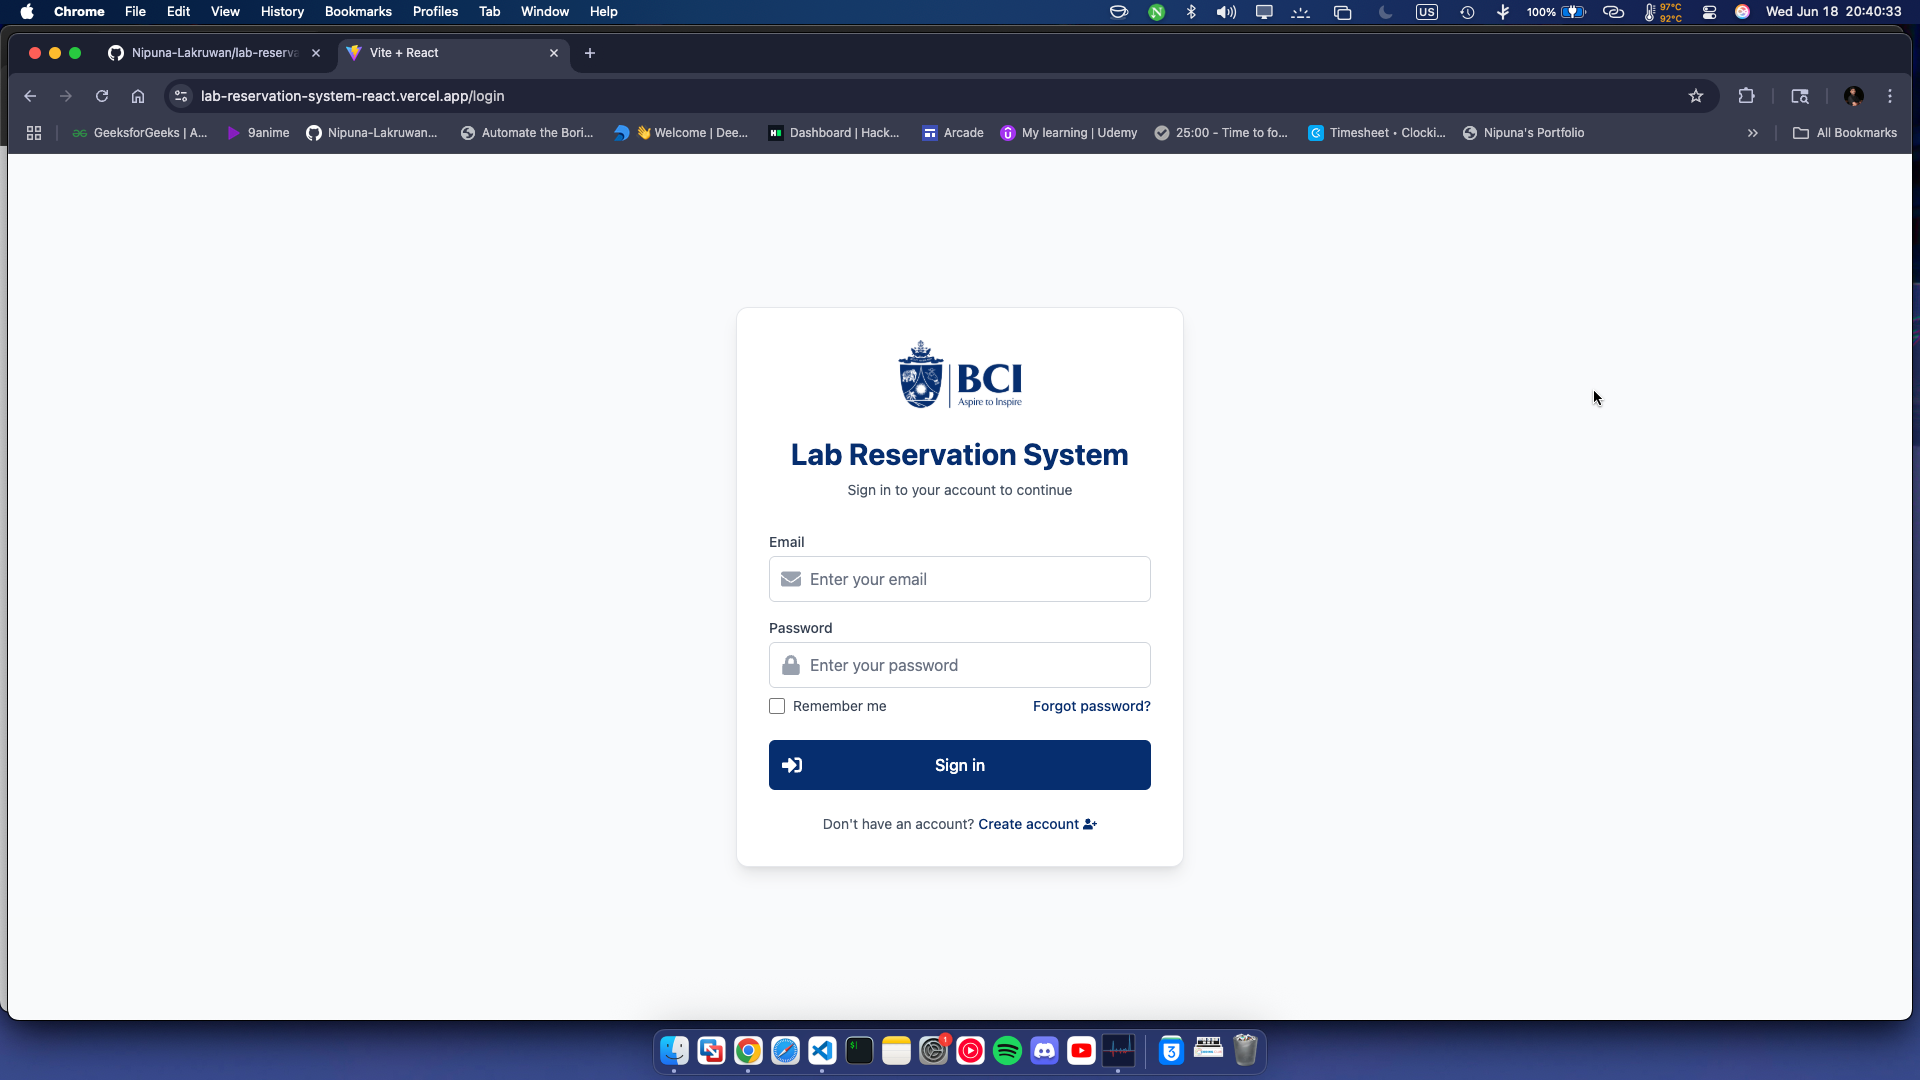 Chrome File Edit View History Bookmarks Profiles Tab Window Help US 100% 97°C 92°C Wed Jun 18 20:40:33
Nipuna-Lakruwan/lab-reserva Vite + React
lab-reservation-system-react.vercel.app/login
GeeksforGeeks | A... 9anime Nipuna-Lakruwan... Automate the Bori... 👋 Welcome | Dee... Dashboard | Hack... Arcade My learning | Udemy 25:00 - Time to fo... Timesheet • Clocki... Nipuna's Portfolio All Bookmarks
BCI
Aspire to Inspire
Lab Reservation System
Sign in to your account to continue
Email
Enter your email
Password
Enter your password
Remember me Forgot password?
Sign in
Don't have an account? Create account